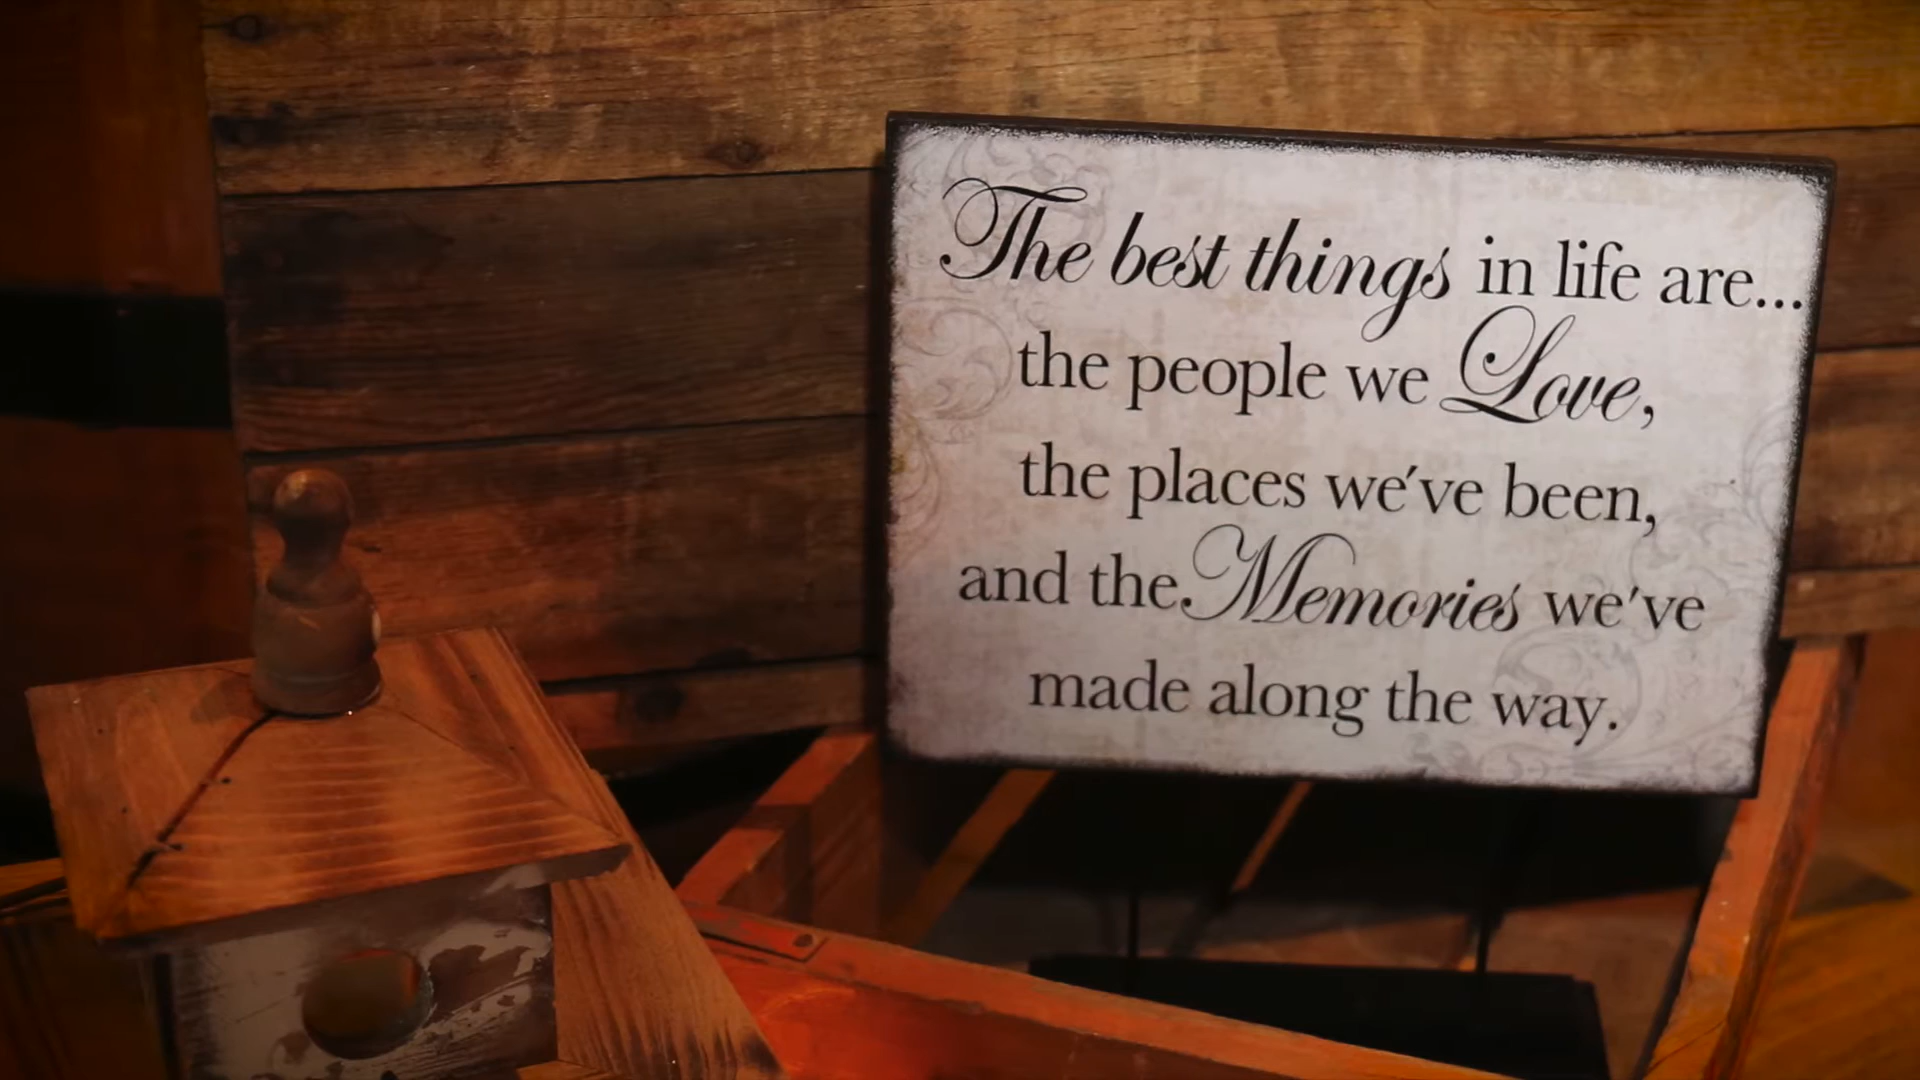 The best things in life are...
the people we Love,
the places we've been,
and the Memories we've
made along the way.